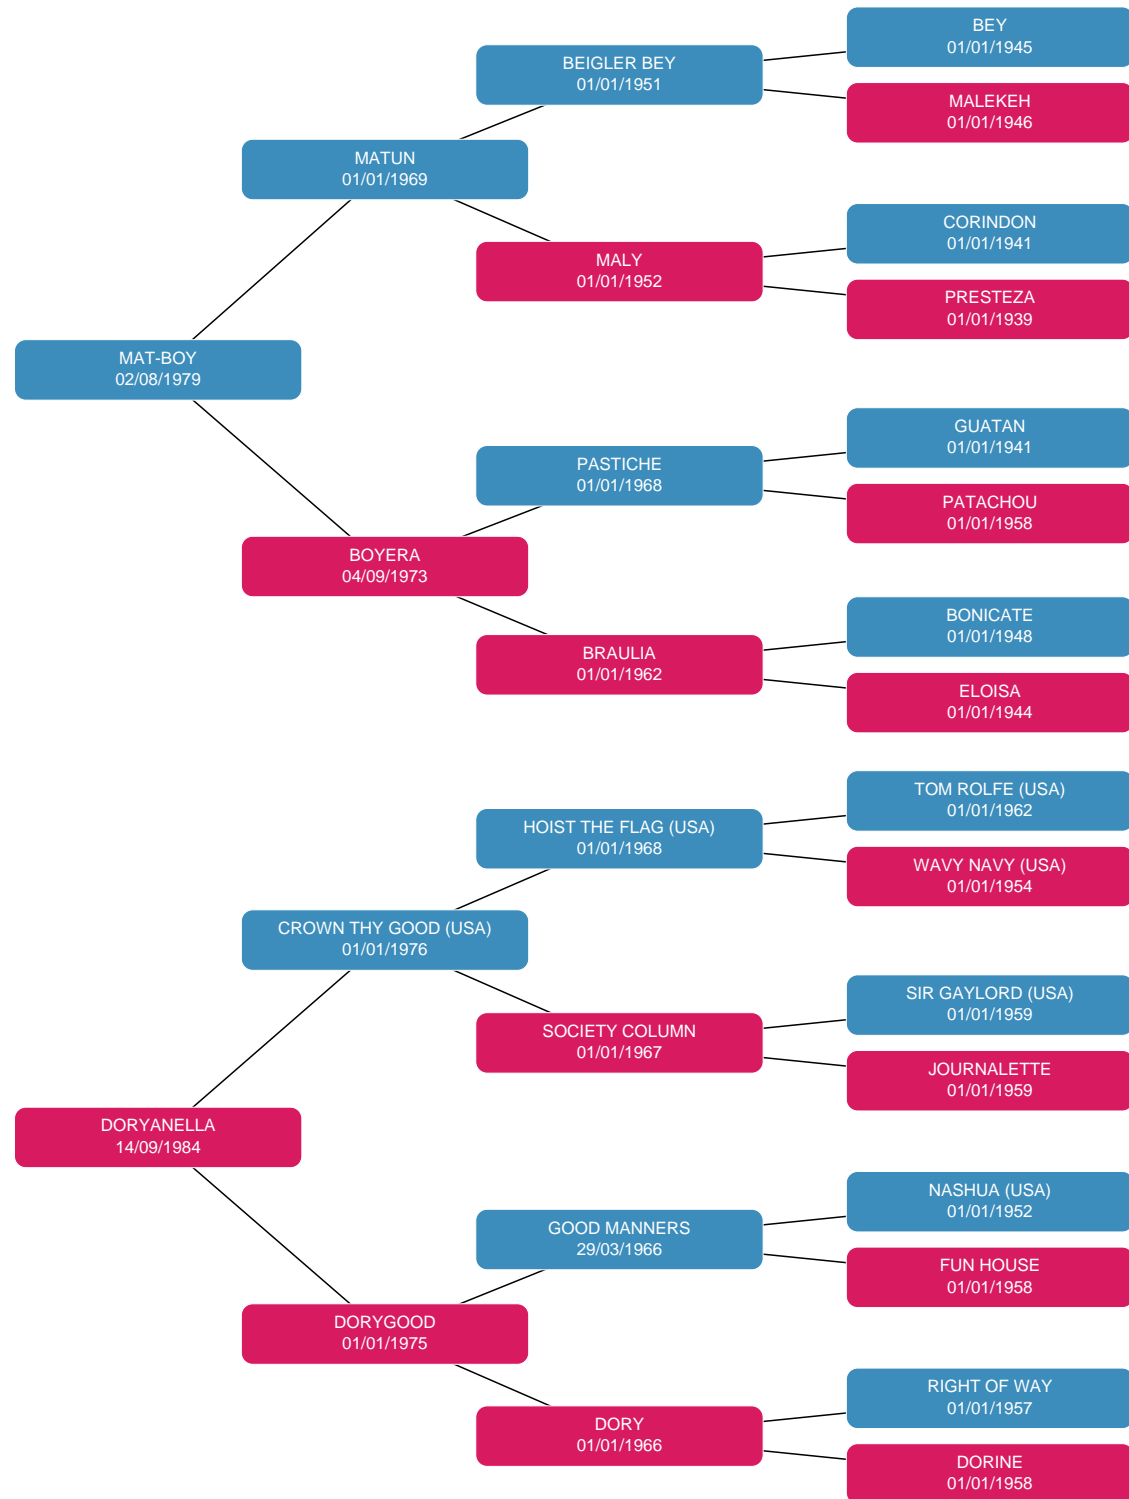 BEY
01/01/1945
BEIGLER BEY
01/01/1951
MALEKEH
01/01/1946
MATUN
01/01/1969
CORINDON
01/01/1941
MALY
01/01/1952
PRESTEZA
01/01/1939
MAT-BOY
02/08/1979
GUATAN
01/01/1941
PASTICHE
01/01/1968
PATACHOU
01/01/1958
BOYERA
04/09/1973
BONICATE
01/01/1948
BRAULIA
01/01/1962
ELOISA
01/01/1944
TOM ROLFE (USA)
01/01/1962
HOIST THE FLAG (USA)
01/01/1968
WAVY NAVY (USA)
01/01/1954
CROWN THY GOOD (USA)
01/01/1976
SIR GAYLORD (USA)
01/01/1959
SOCIETY COLUMN
01/01/1967
JOURNALETTE
01/01/1959
DORYANELLA
14/09/1984
NASHUA (USA)
01/01/1952
GOOD MANNERS
29/03/1966
FUN HOUSE
01/01/1958
DORYGOOD
01/01/1975
RIGHT OF WAY
01/01/1957
DORY
01/01/1966
DORINE
01/01/1958